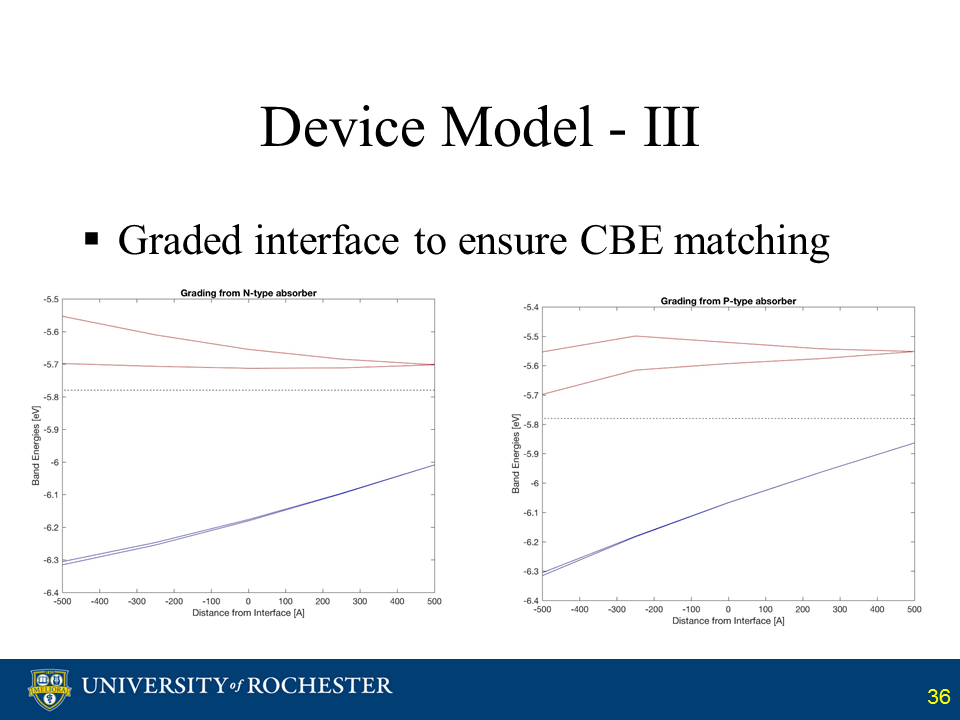 Device Model - III
▪ Graded interface to ensure CBE matching
Grading from N-type absorber
-5.5
-5.6
-5.7
-5.8
-5.9
-6
-6.1
-6.2
-6.3
-6.4
Band Energies [eV]
-500 -400 -300 -200 -100 0 100 200 300 400 500
Distance from Interface [A]
Grading from P-type absorber
-5.4
-5.5
-5.6
-5.7
-5.8
-5.9
-6
-6.1
-6.2
-6.3
-6.4
Band Energies [eV]
-500 -400 -300 -200 -100 0 100 200 300 400 500
Distance from Interface [A]
MELIORA
UNIVERSITY of ROCHESTER
36